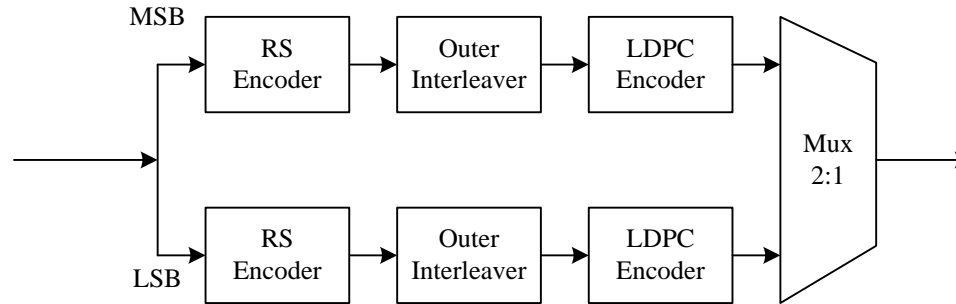 MSB
RS
Encoder
Outer
Interleaver
LDPC
Encoder
Mux
2:1
RS
Encoder
Outer
Interleaver
LDPC
Encoder
LSB